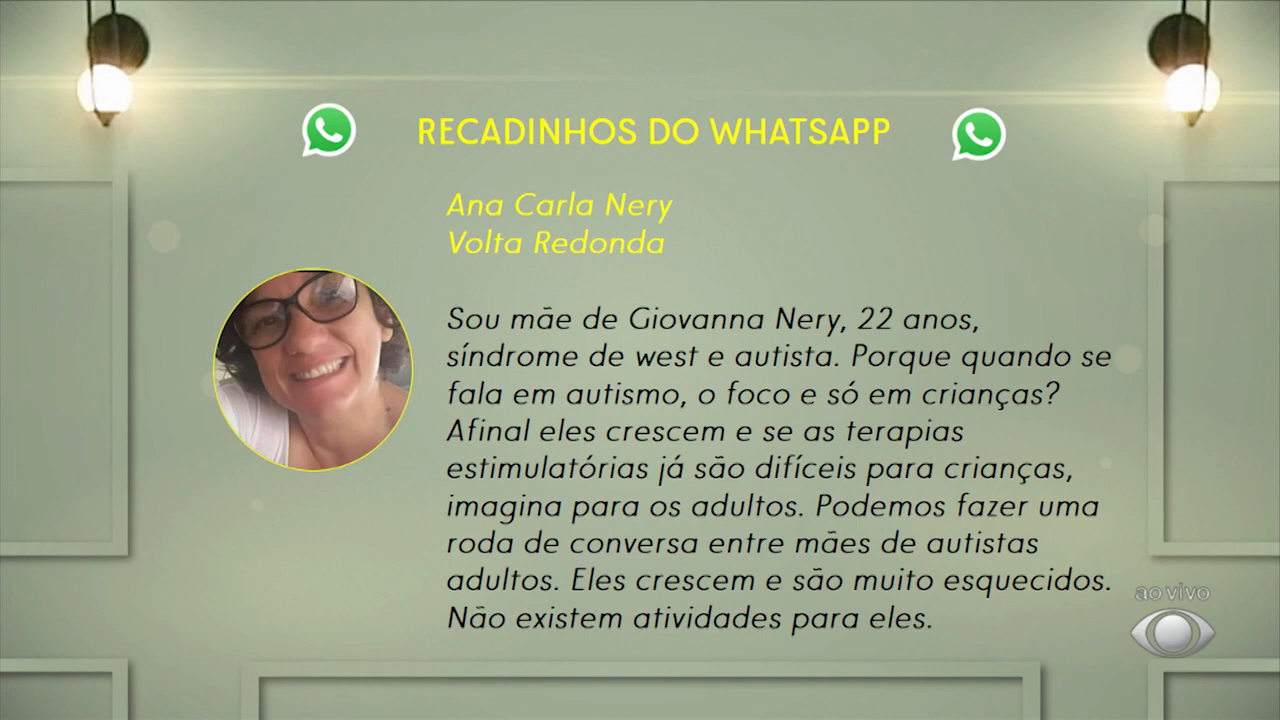 RECADINHOS DO WHATSAPP
Ana Carla Nery
Volta Redonda
Sou mãe de Giovanna Nery, 22 anos,
síndrome de west e autista. Porque quando se
fala em autismo, o foco e só em crianças?
Afinal eles crescem e se as terapias
estimulatórias já são difíceis para crianças,
imagina para os adultos. Podemos fazer uma
roda de conversa entre mães de autistas
adultos. Eles crescem e são muito esquecidos.
Não existem atividades para eles.
ao vivo